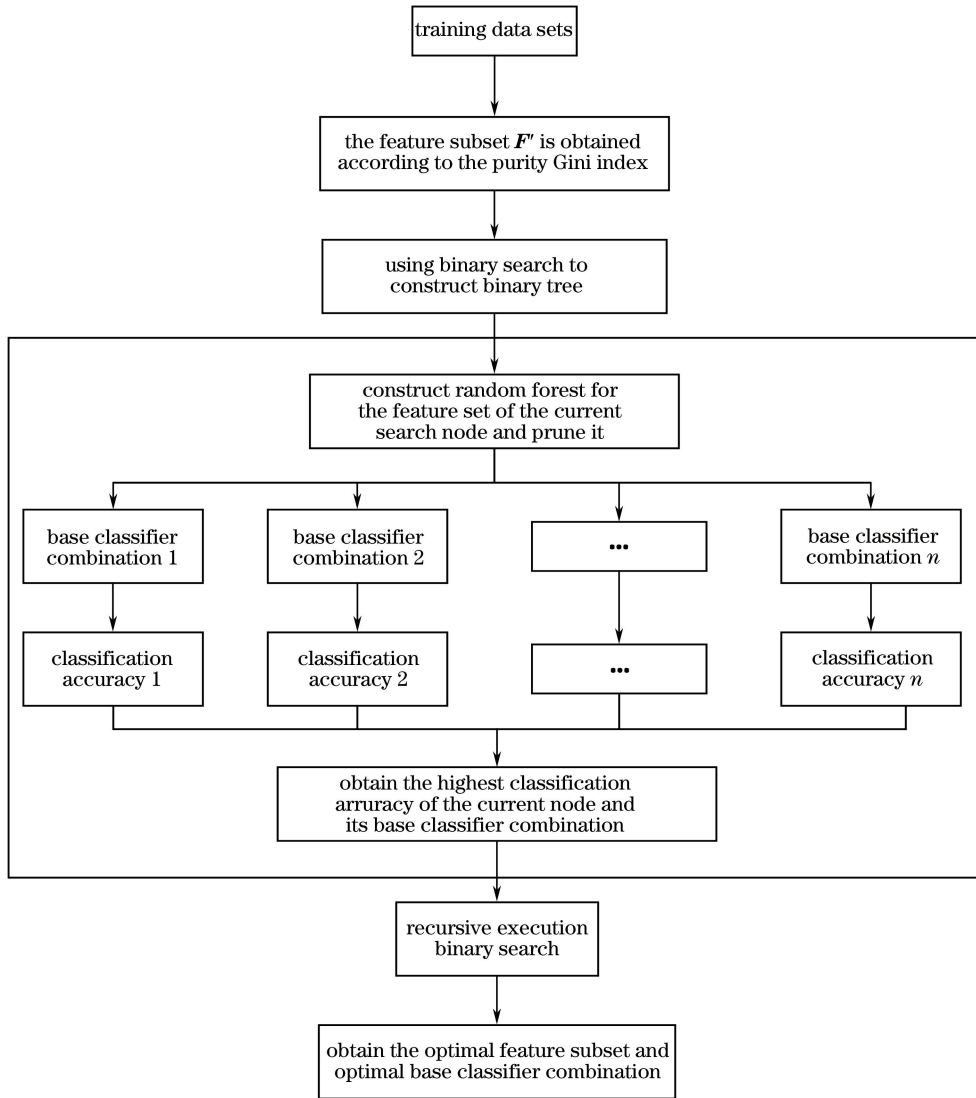 training data sets
the feature subset F′ is obtained
according to the purity Gini index
using binary search to
construct binary tree
construct random forest for
the feature set of the current
search node and prune it
base classifier
combination 1
base classifier
combination 2
...
base classifier
combination n
classification
accuracy 1
classification
accuracy 2
...
classification
accuracy n
obtain the highest classification
arruracy of the current node and
its base classifier combination
recursive execution
binary search
obtain the optimal feature subset and
optimal base classifier combination